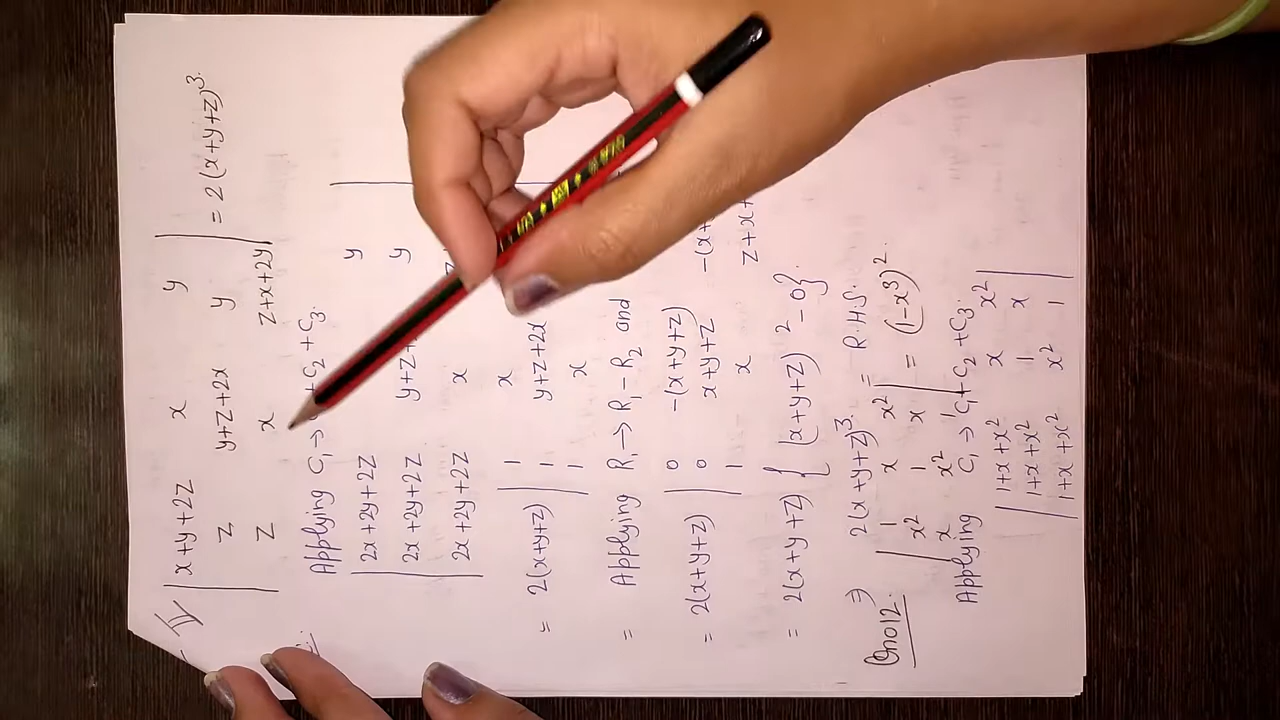 | x+y+2z x y | = 2(x+y+z)³.
z y+z+2x y
z x z+x+2y
Applying C₁→ + C₂ + C₃.
2x+2y+2z y
2x+2y+2z y+z+ y
2x+2y+2z x z
= 2(x+y+z) | 1 x
1 y+z+2x
1 x
= Applying R₁→R₁-R₂ and
= 2(x+y+z) | 0 -(x+y+z)
0 x+y+z -(x+
1 x z+x+
= 2(x+y+z) { (x+y+z)² - 0}.
⇒ 2(x+y+z)³. = R.H.S.
Qno12. | 1 x x² | = (1-x³)²
x² 1 x
x x² 1
Applying C₁→ C₁+C₂+C₃.
| 1+x+x² x x² |
1+x+x² 1 x
1+x+x² x² 1